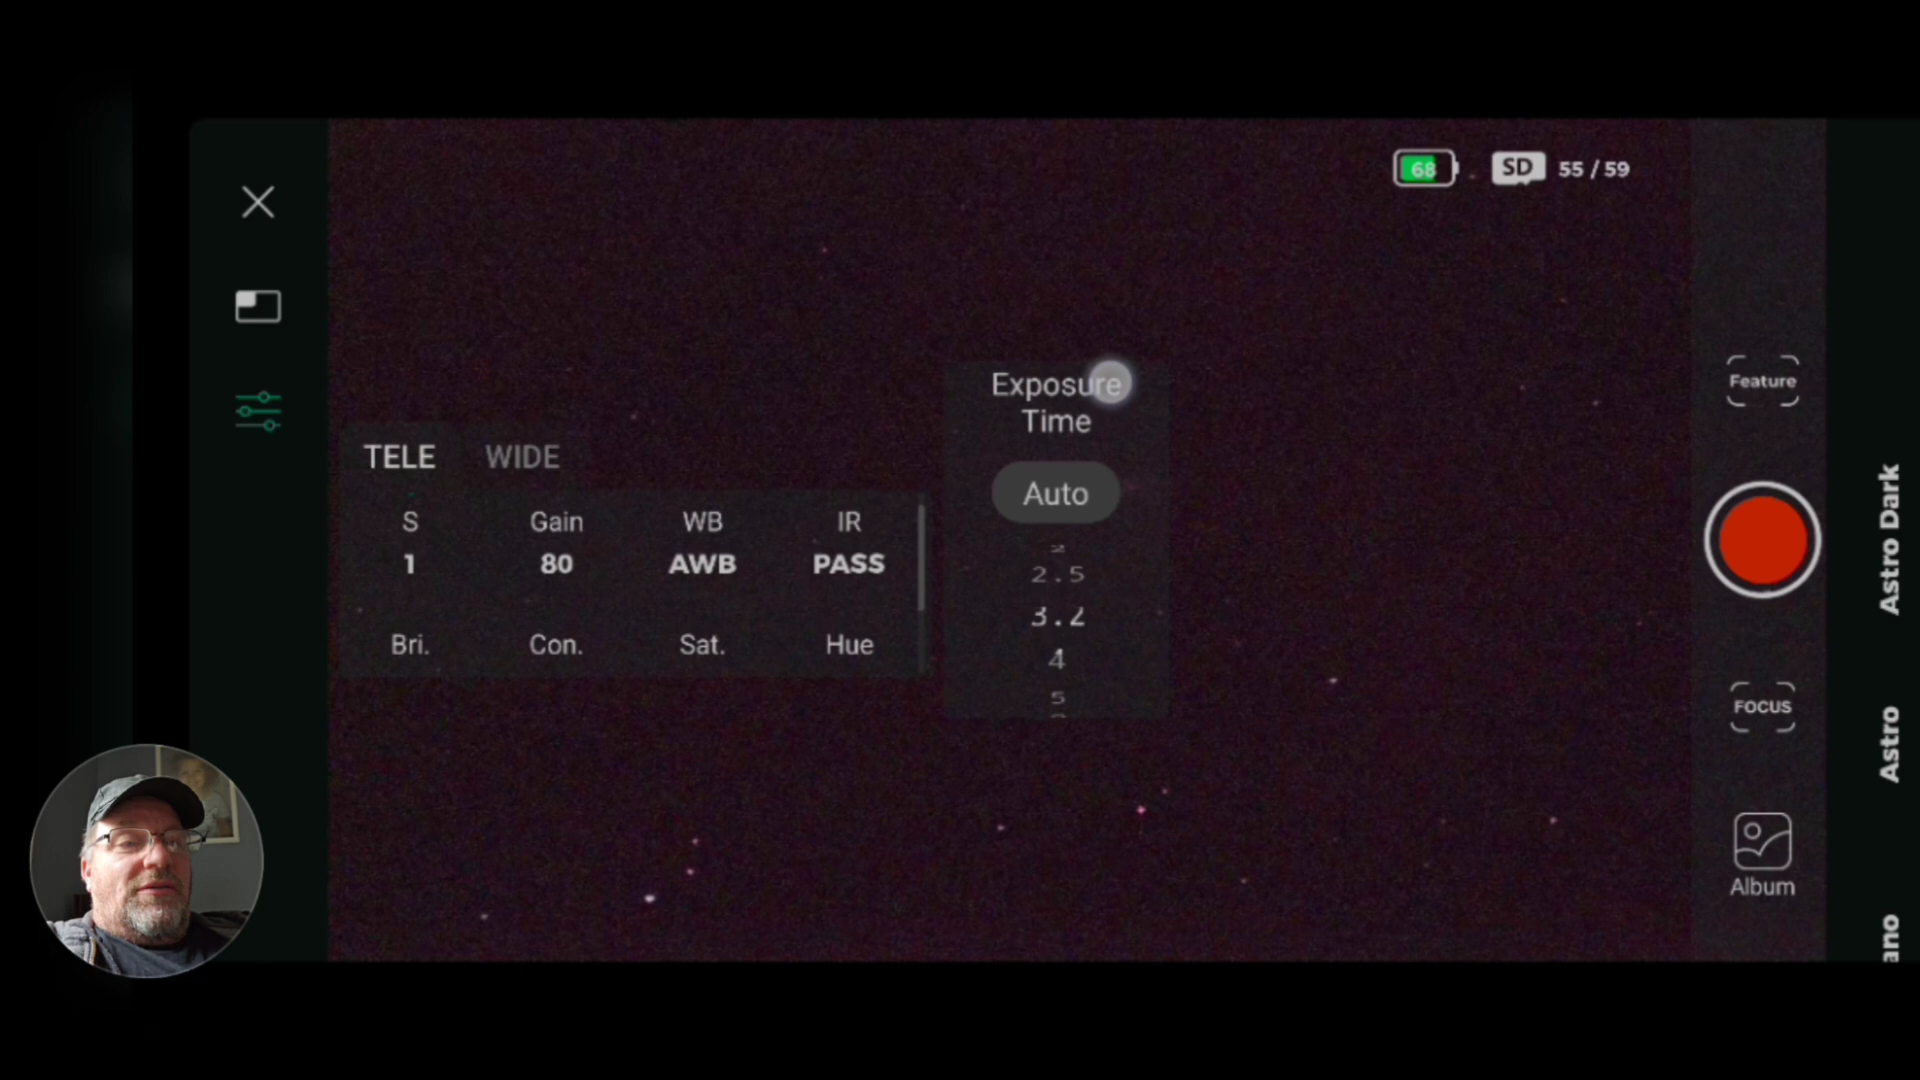 68
SD 55 / 59
Feature
Exposure
Time
TELE WIDE
Auto
S Gain WB IR
1 80 AWB PASS
2.5
3.2
4
5
Bri. Con. Sat. Hue
FOCUS
Album
Astro Dark
Astro
ano